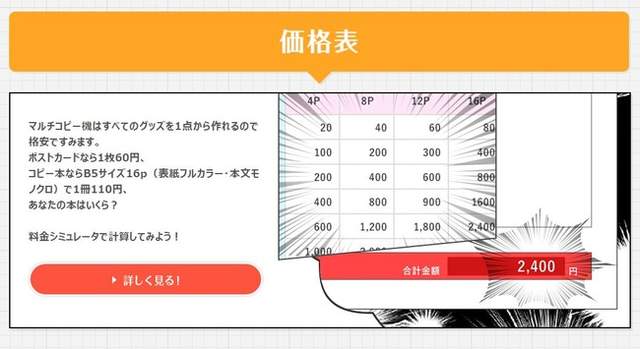 価格表
マルチコピー機はすべてのグッズを1点から作れるので
格安ですみます。
ポストカードなら1枚60円、
コピー本ならB5サイズ16p（表紙フルカラー・本文モ
ノクロ）で1冊110円、
あなたの本はいくら？
料金シミュレータで計算してみよう！
詳しく見る！
4P 8P 12P 16P
20 40 60 80
100 200 300 400
200 400 600 800
400 800 900 1600
600 1,200 1,800 2,400
合計金額 2,400 円